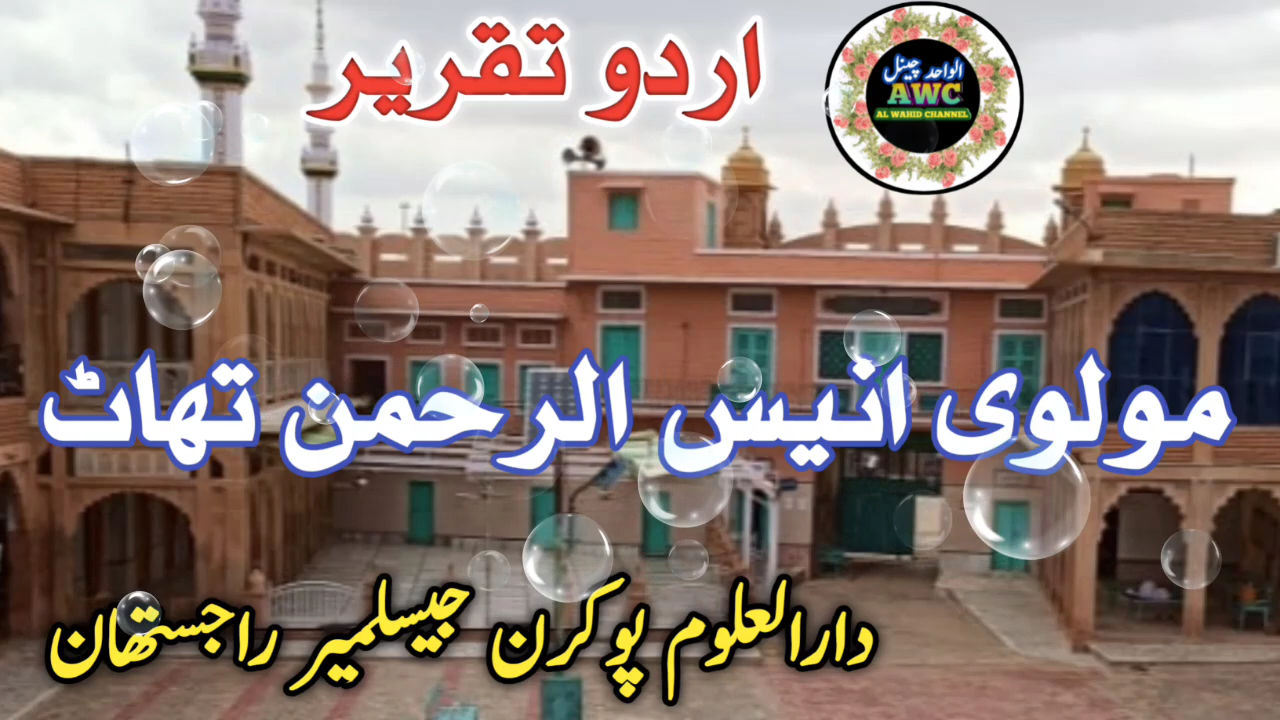 اردو تقریر
الواحد چینل
AWC
AL WAHID CHANNEL
مولوی انیس الرحمن تھاٹ
دارالعلوم پوکرن جیسلمیر راجستھان